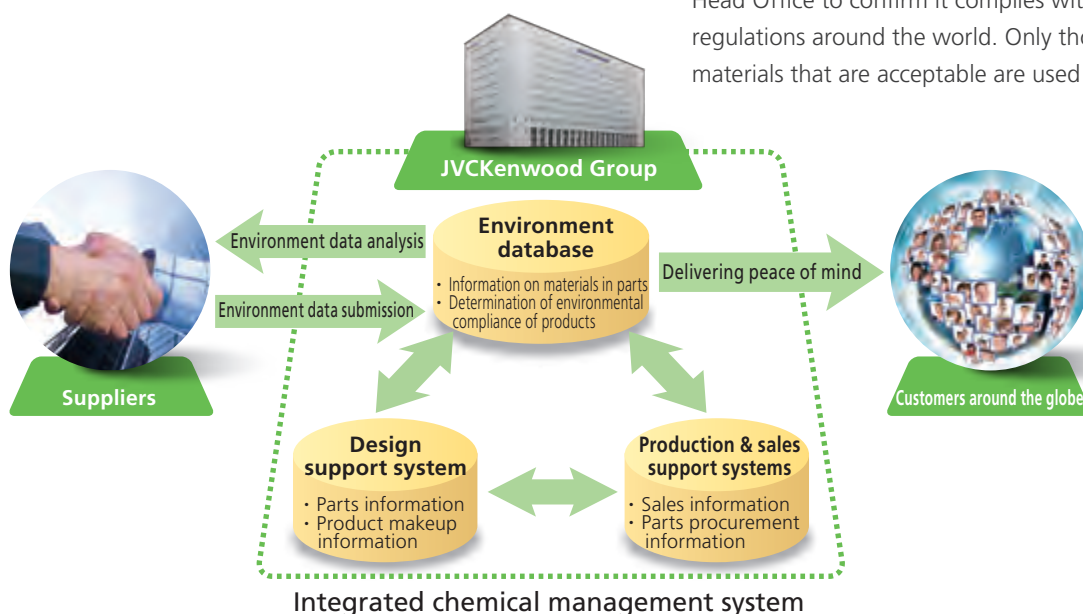 Head Office to confirm it complies wit
regulations around the world. Only the
materials that are acceptable are used
JVCKenwood Group
Environment
database
・Information on materials in parts
・Determination of environmental
compliance of products
Environment data analysis
Environment data submission
Delivering peace of mind
Suppliers
Customers around the globe
Design
support system
・Parts information
・Product makeup
information
Production & sales
support systems
・Sales information
・Parts procurement
information
Integrated chemical management system